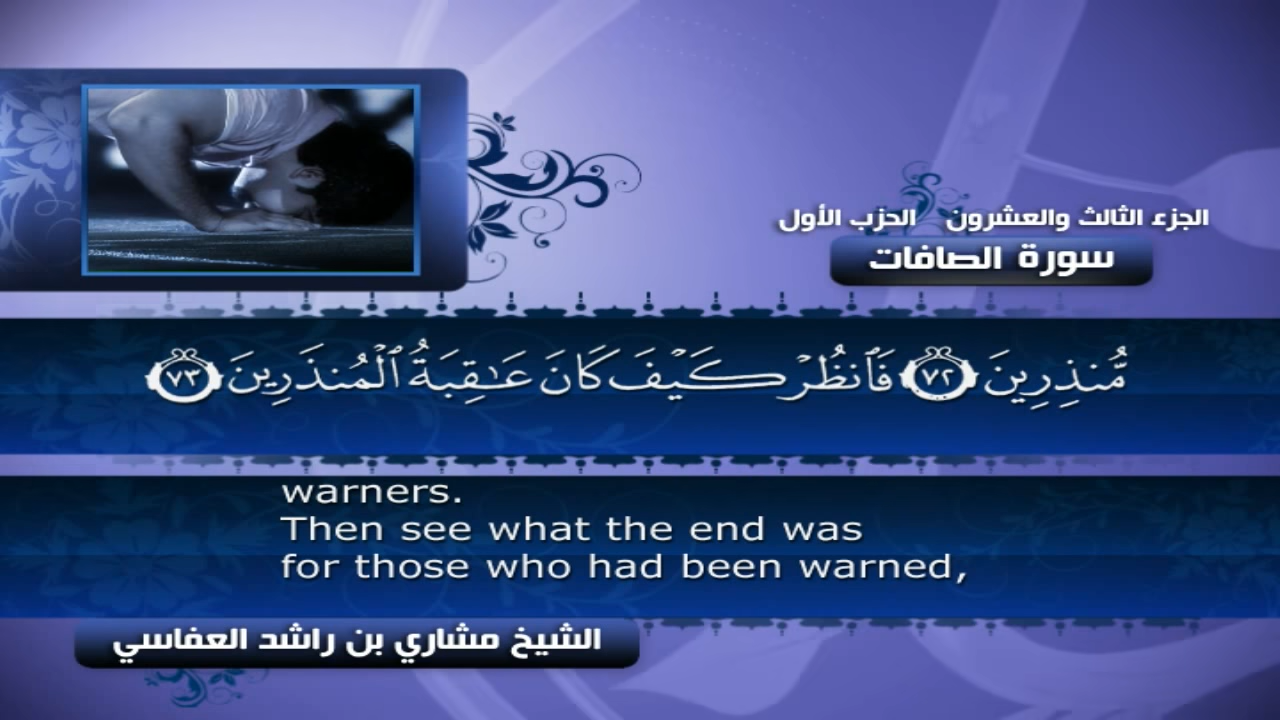 الجزء الثالث والعشرون الحزب الأول
سورة الصافات
مُّنذِرِينَ ٧٢ فَٱنظُرْ كَيْفَ كَانَ عَٰقِبَةُ ٱلْمُنذَرِينَ ٧٣
warners.
Then see what the end was
for those who had been warned,
الشيخ مشاري بن راشد العفاسي